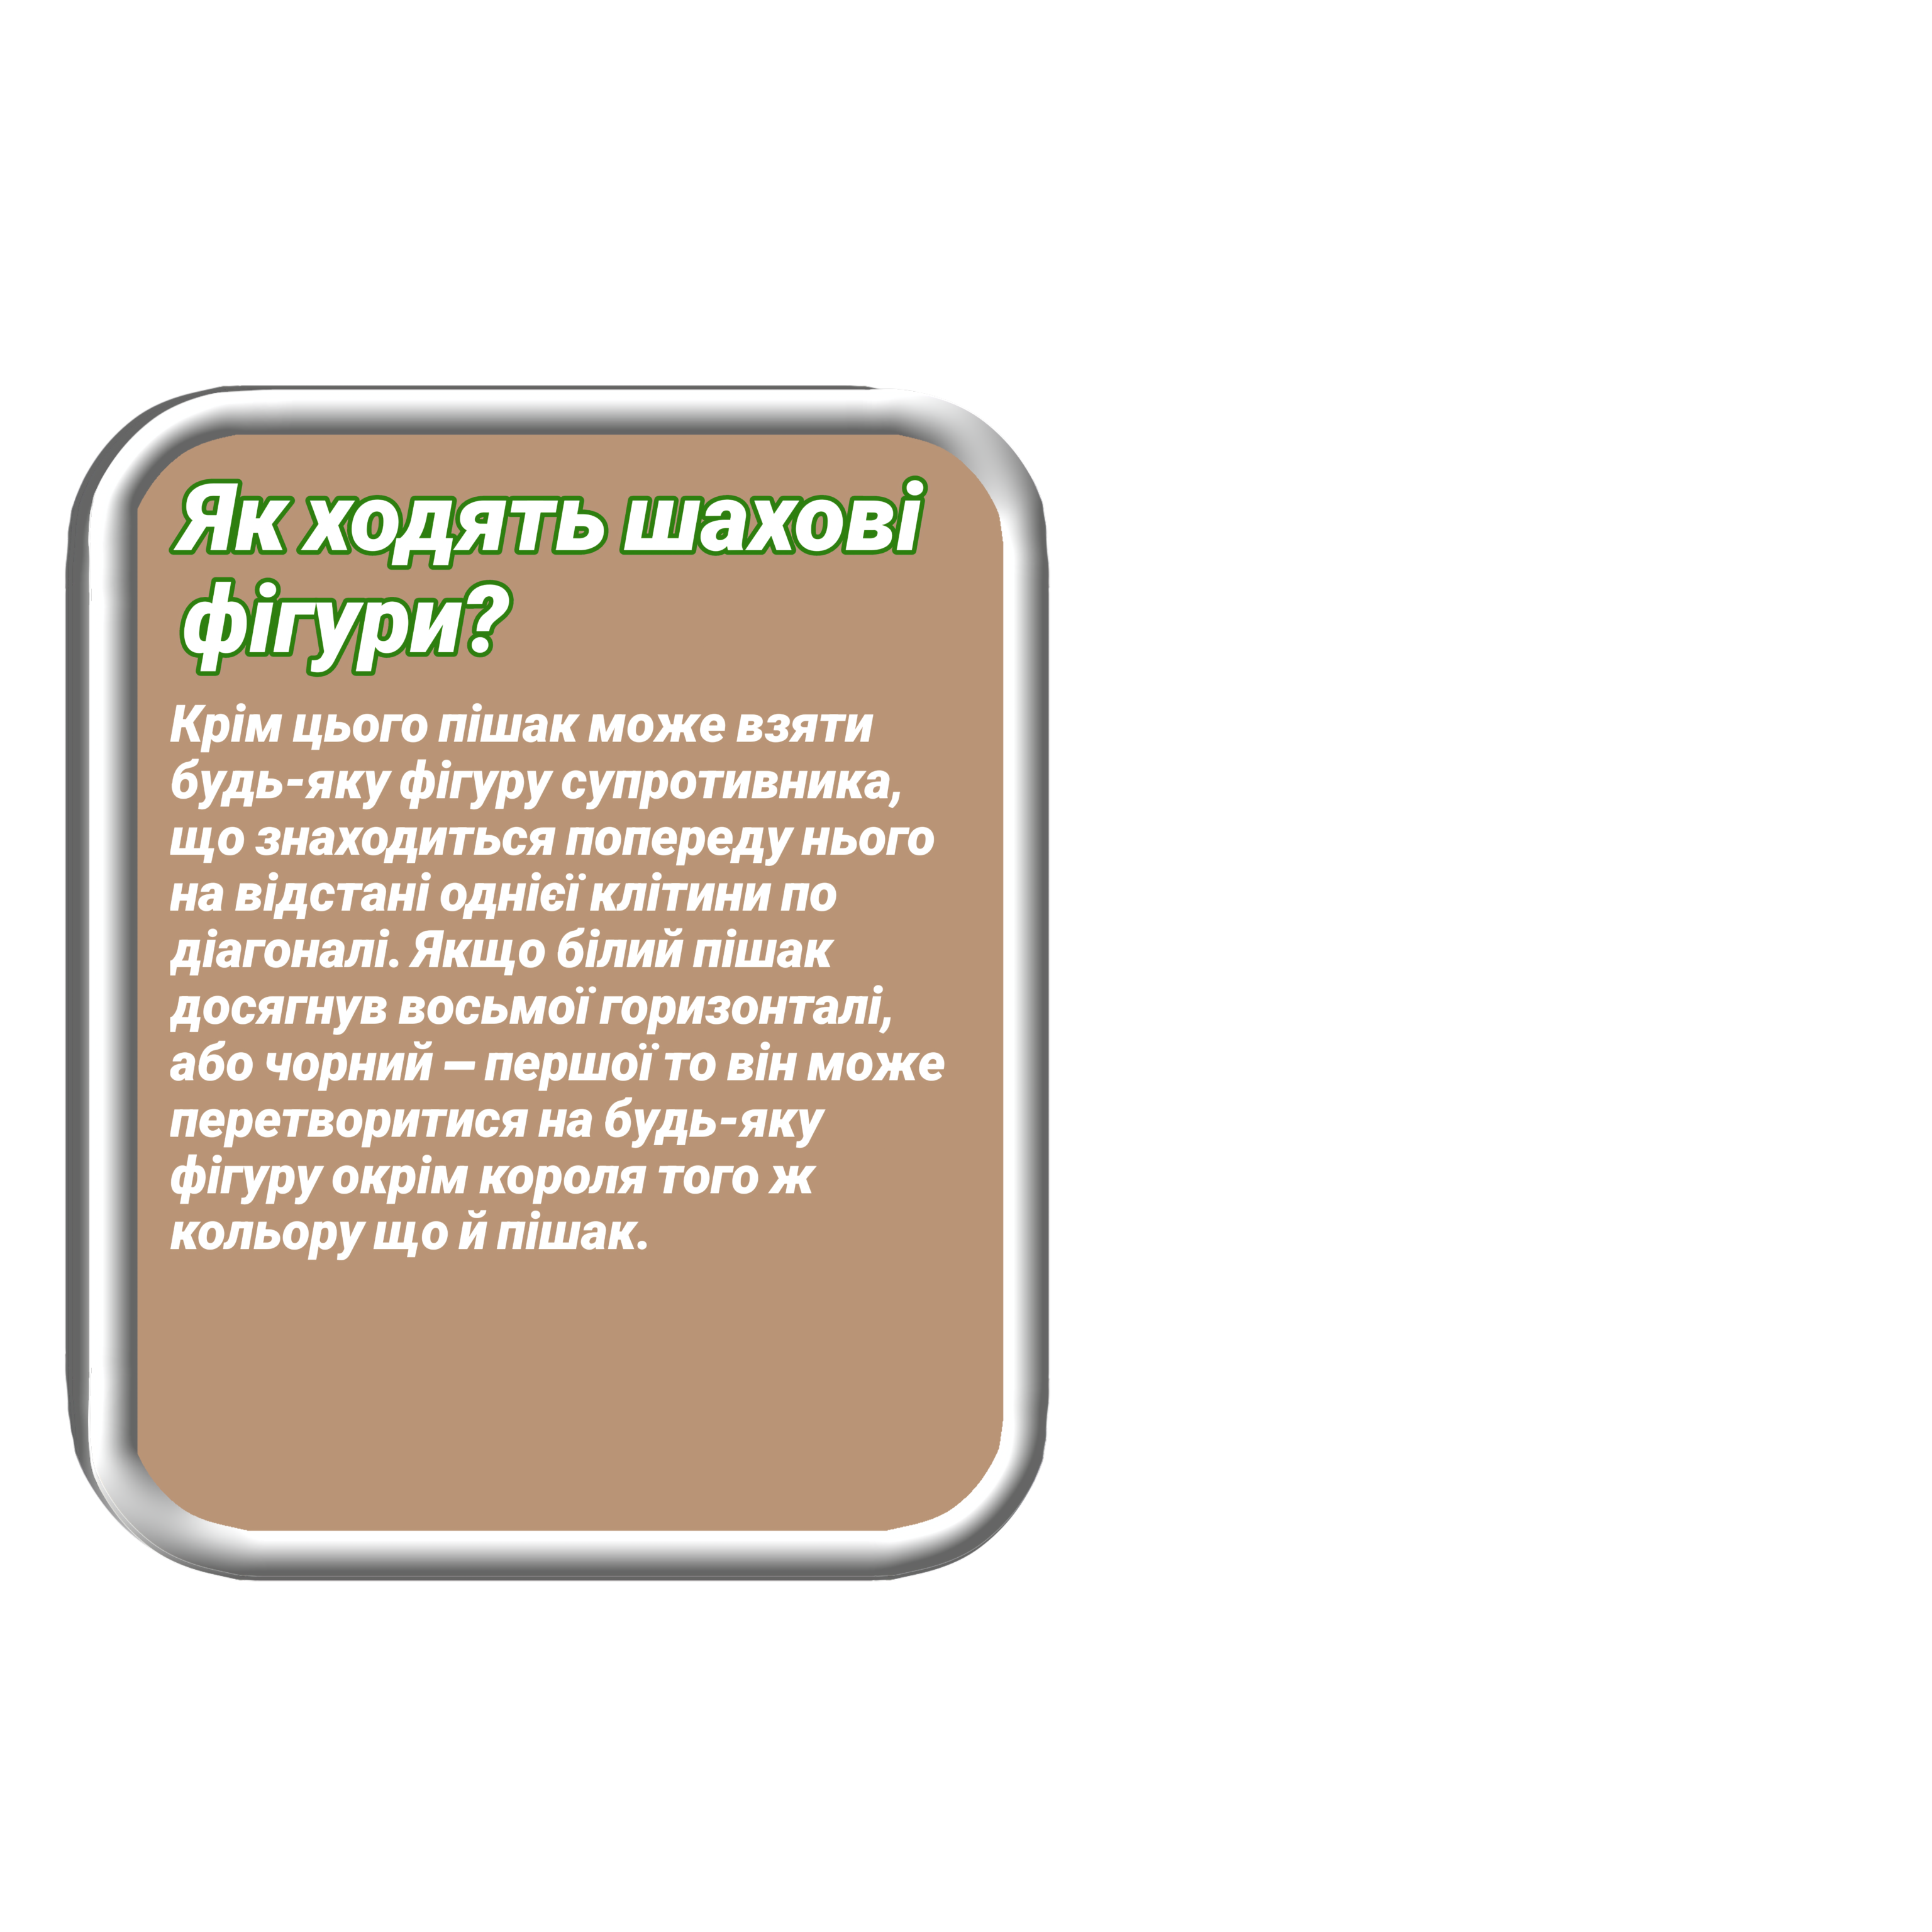 Як ходять шахові
фігури?
Крім цього пішак може взяти
будь-яку фігуру супротивника,
що знаходиться попереду нього
на відстані однієї клітини по
діагоналі. Якщо білий пішак
досягнув восьмої горизонталі,
або чорний — першої то він може
перетворитися на будь-яку
фігуру окрім короля того ж
кольору що й пішак.